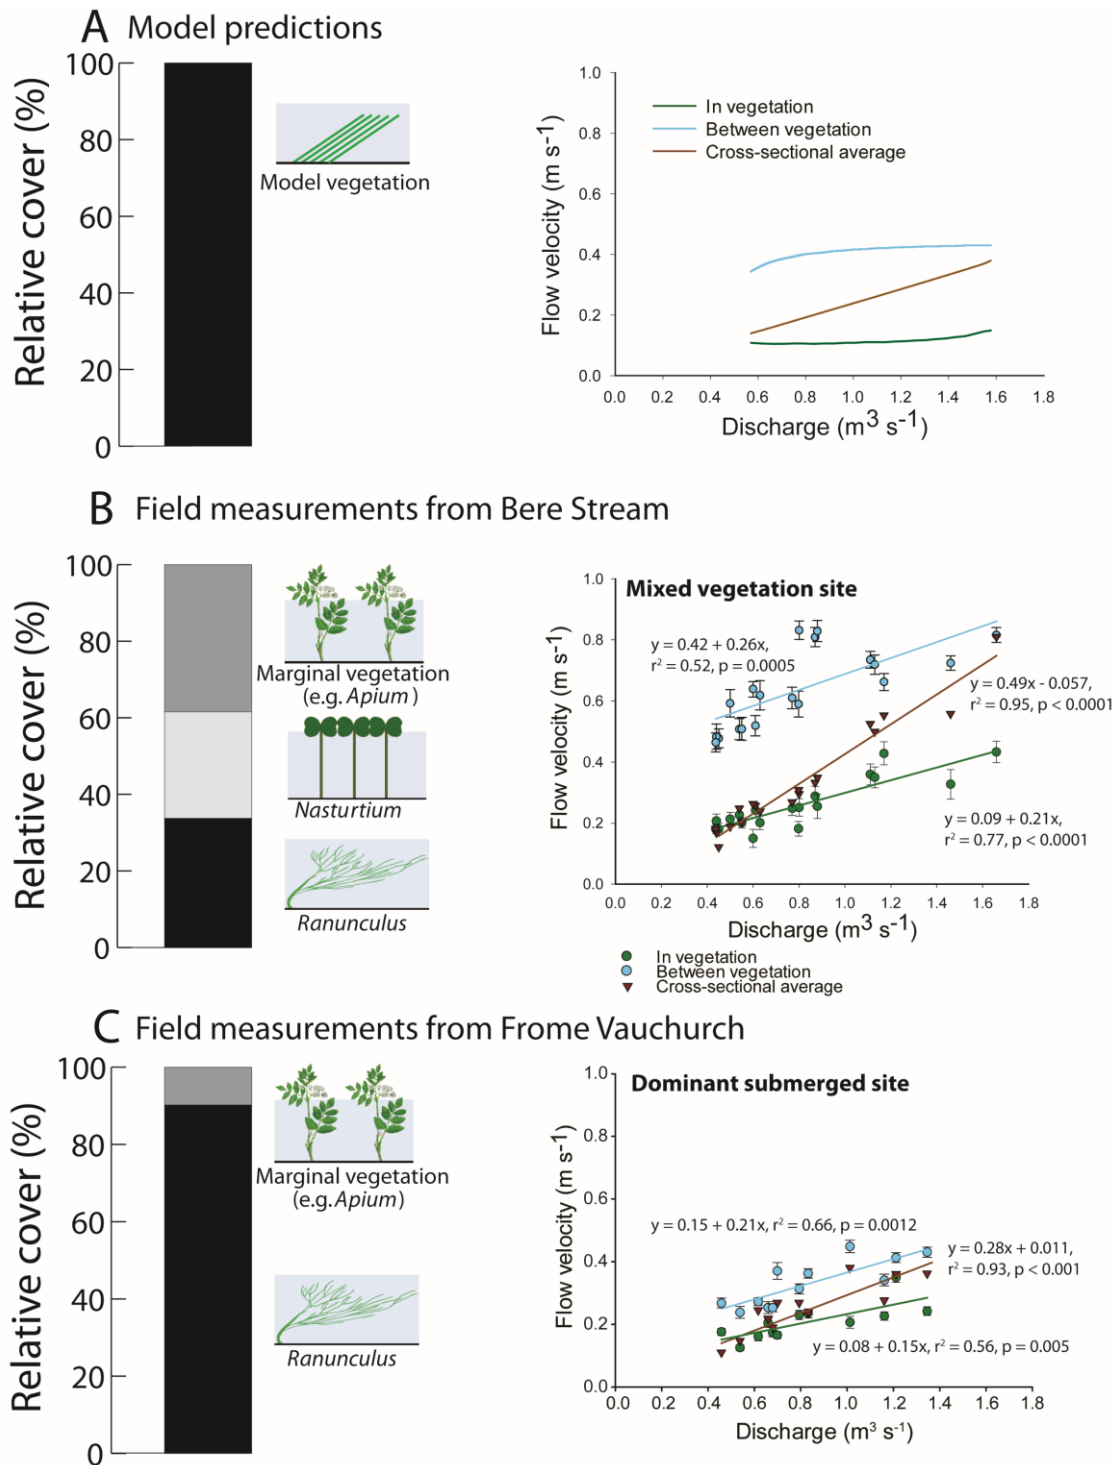 A Model predictions
Relative cover (%)
100
80
60
40
20
0
Model vegetation
Flow velocity (m s-1)
1.0
0.8
0.6
0.4
0.2
0.0
In vegetation
Between vegetation
Cross-sectional average
0.0 0.2 0.4 0.6 0.8 1.0 1.2 1.4 1.6 1.8
Discharge (m3 s-1)
B Field measurements from Bere Stream
Relative cover (%)
100
80
60
40
20
0
Marginal vegetation
(e.g. Apium)
Nasturtium
Ranunculus
Flow velocity (m s-1)
1.0
0.8
0.6
0.4
0.2
0.0
Mixed vegetation site
y = 0.42 + 0.26x,
r2 = 0.52, p = 0.0005
y = 0.49x - 0.057,
r2 = 0.95, p < 0.0001
y = 0.09 + 0.21x,
r2 = 0.77, p < 0.0001
0.0 0.2 0.4 0.6 0.8 1.0 1.2 1.4 1.6 1.8
Discharge (m3 s-1)
In vegetation
Between vegetation
Cross-sectional average
C Field measurements from Frome Vauchurch
Relative cover (%)
100
80
60
40
20
0
Marginal vegetation
(e.g. Apium)
Ranunculus
Flow velocity (m s-1)
1.0
0.8
0.6
0.4
0.2
0.0
Dominant submerged site
y = 0.15 + 0.21x, r2 = 0.66, p = 0.0012
y = 0.28x + 0.011,
r2 = 0.93, p < 0.001
y = 0.08 + 0.15x, r2 = 0.56, p = 0.005
0.0 0.2 0.4 0.6 0.8 1.0 1.2 1.4 1.6 1.8
Discharge (m3 s-1)